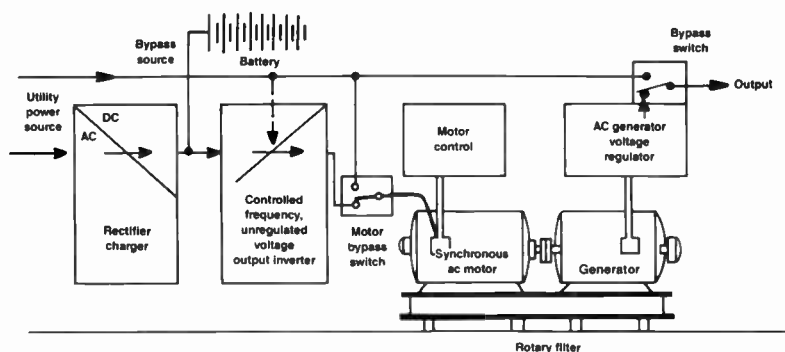 Bypass
source
Battery
Bypass
switch
Output
Utility
power
source
DC
AC
Rectifier
charger
Controlled
frequency,
unregulated
voltage
output inverter
Motor
bypass
switch
Motor
control
AC generator
voltage
regulator
Synchronous
ac motor
Generator
Rotary filter